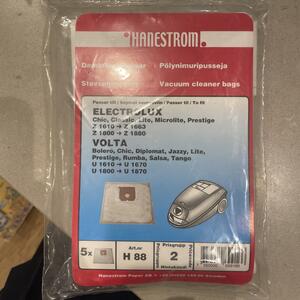 HANESTROM
Pölynimuripusseja
Vacuum cleaner bags
ELECTROLUX
Chic, Classic, Lite, Microlite, Prestige
Z 1610 → Z 1663
Z 1800 → Z 1880
VOLTA
Bolero, Chic, Diplomat, Jazzy, Lite,
Prestige, Rumba, Salsa, Tango
U 1610 → U 1670
U 1800 → U 1870
5x
Art.nr
H 88
Prisgrupp
2